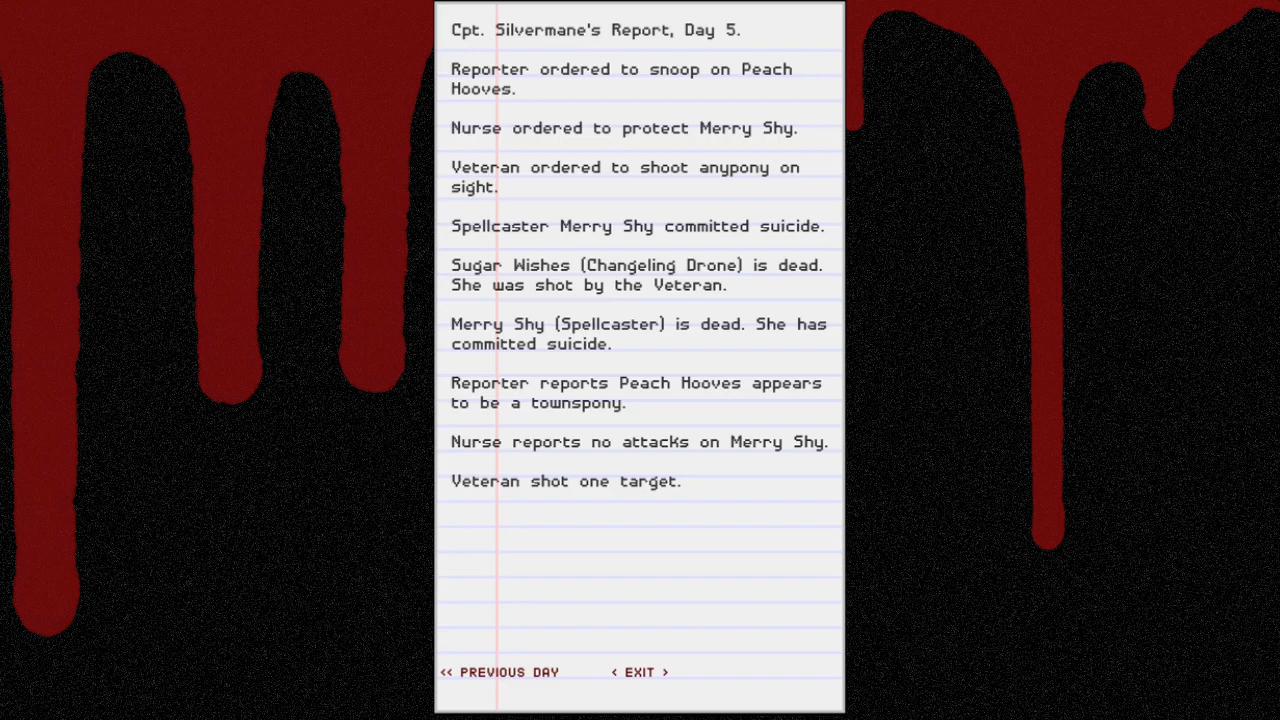 Cpt. Silvermane's Report, Day 5.
Reporter ordered to snoop on Peach
Hooves.
Nurse ordered to protect Merry Shy.
Veteran ordered to shoot anypony on
sight.
Spellcaster Merry Shy committed suicide.
Sugar Wishes (Changeling Drone) is dead.
She was shot by the Veteran.
Merry Shy (Spellcaster) is dead. She has
committed suicide.
Reporter reports Peach Hooves appears
to be a townspony.
Nurse reports no attacks on Merry Shy.
Veteran shot one target.
<< PREVIOUS DAY < EXIT >